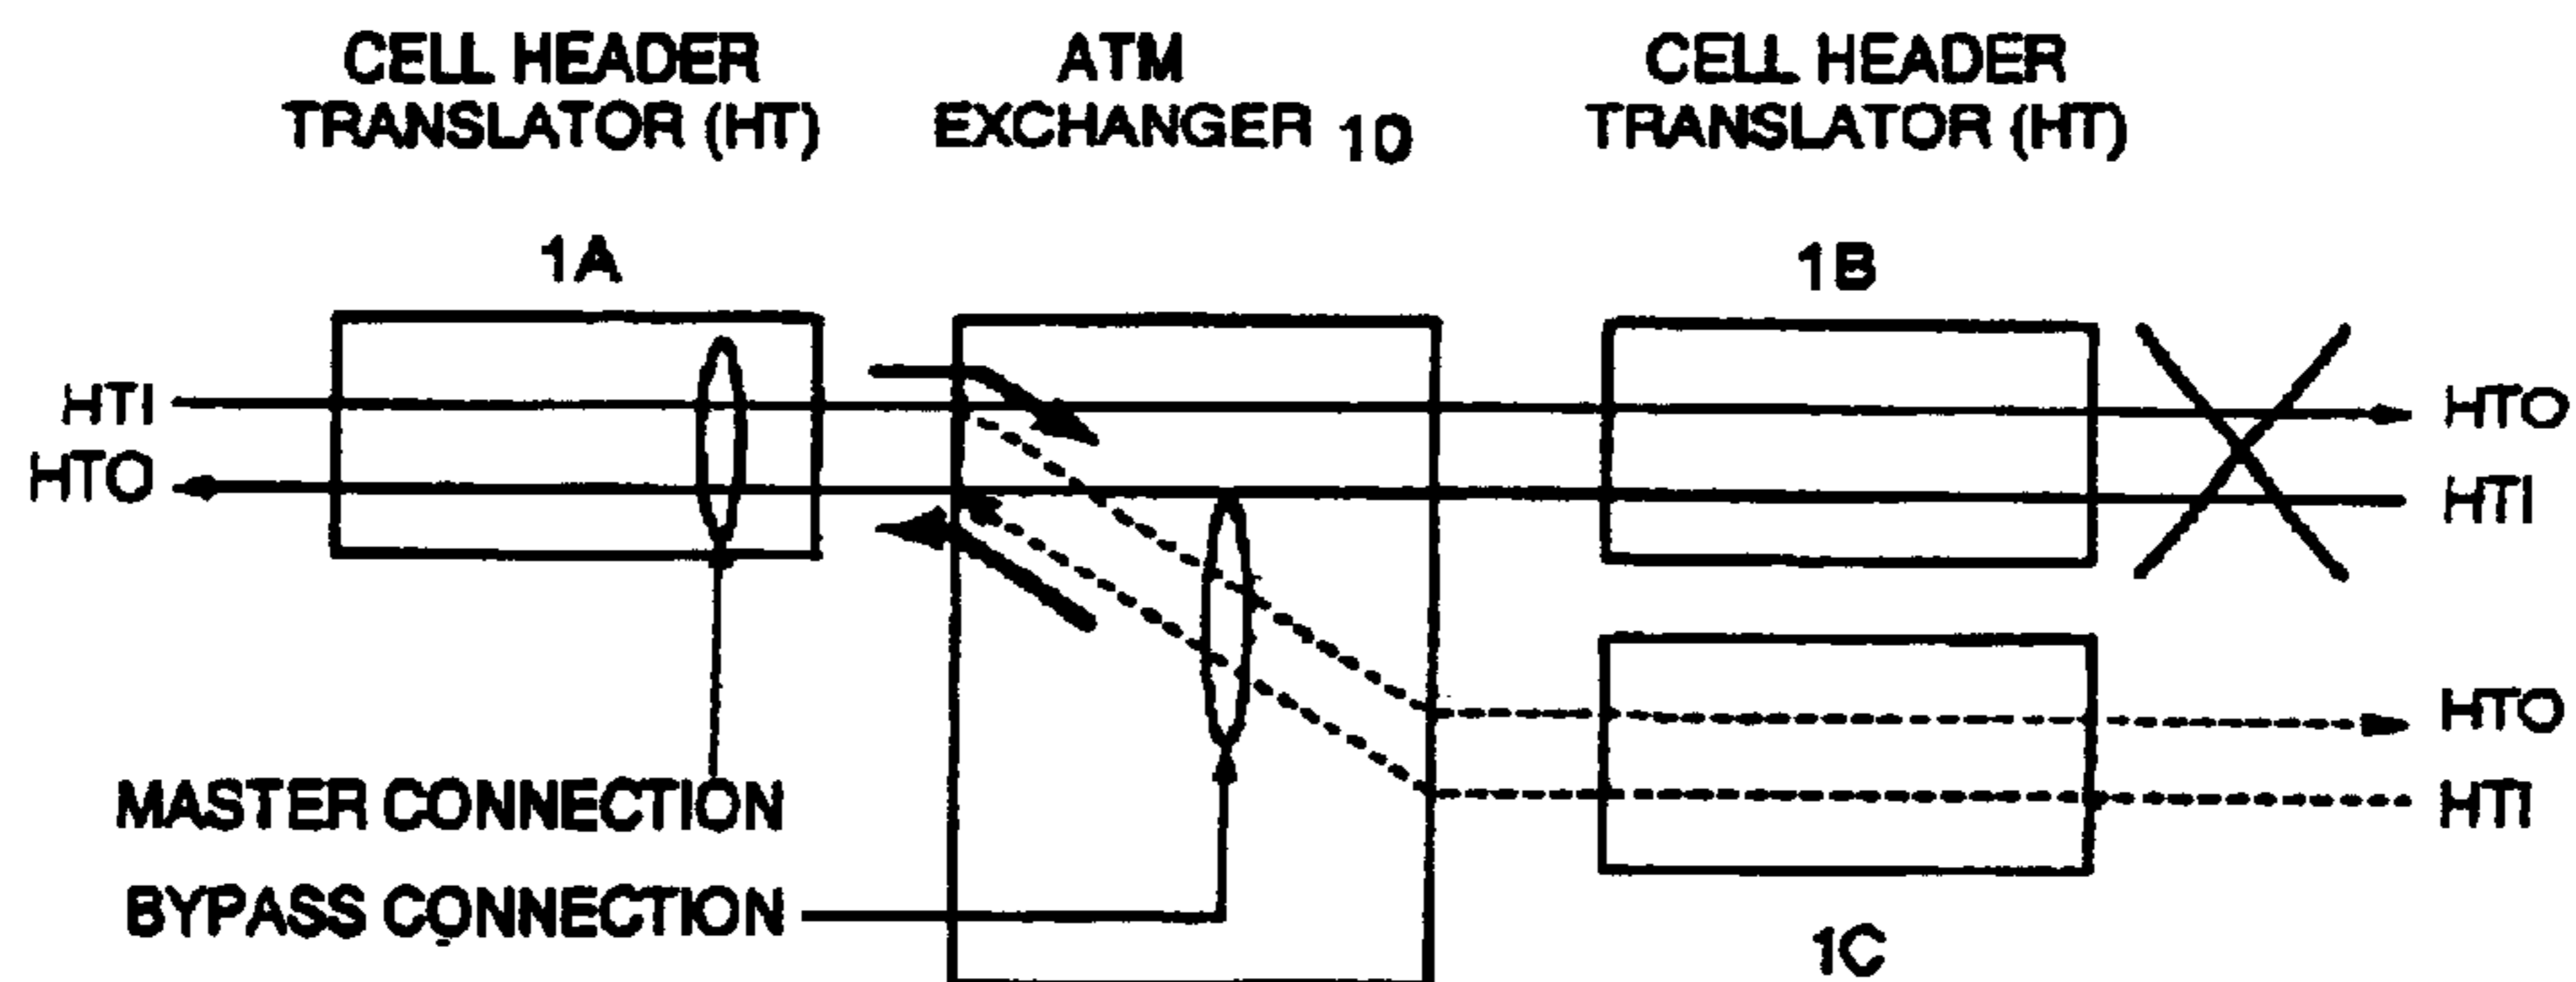 CELL HEADER
TRANSLATOR (HT)
ATM
EXCHANGER 10
CELL HEADER
TRANSLATOR (HT)
1A
1B
HTI
HTO
HTO
HTI
HTO
HTI
MASTER CONNECTION
BYPASS CONNECTION
1C